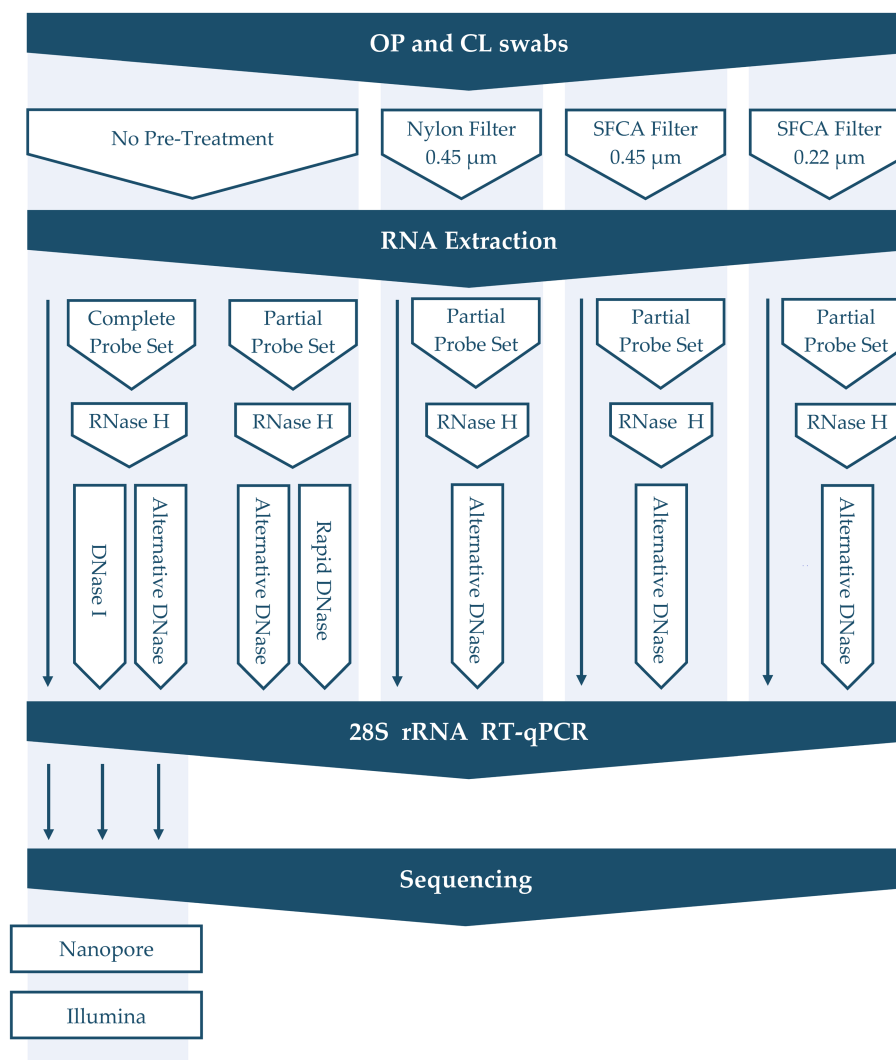 OP and CL swabs
No Pre-Treatment
Nylon Filter
0.45 μm
SFCA Filter
0.45 μm
SFCA Filter
0.22 μm
RNA Extraction
Complete
Probe Set
Partial
Probe Set
Partial
Probe Set
Partial
Probe Set
Partial
Probe Set
RNase H
RNase H
RNase H
RNase  H
RNase H
DNase I
Alternative DNase
Alternative DNase
Rapid DNase
Alternative DNase
Alternative DNase
Alternative DNase
28S  rRNA  RT-qPCR
Sequencing
Nanopore
Illumina